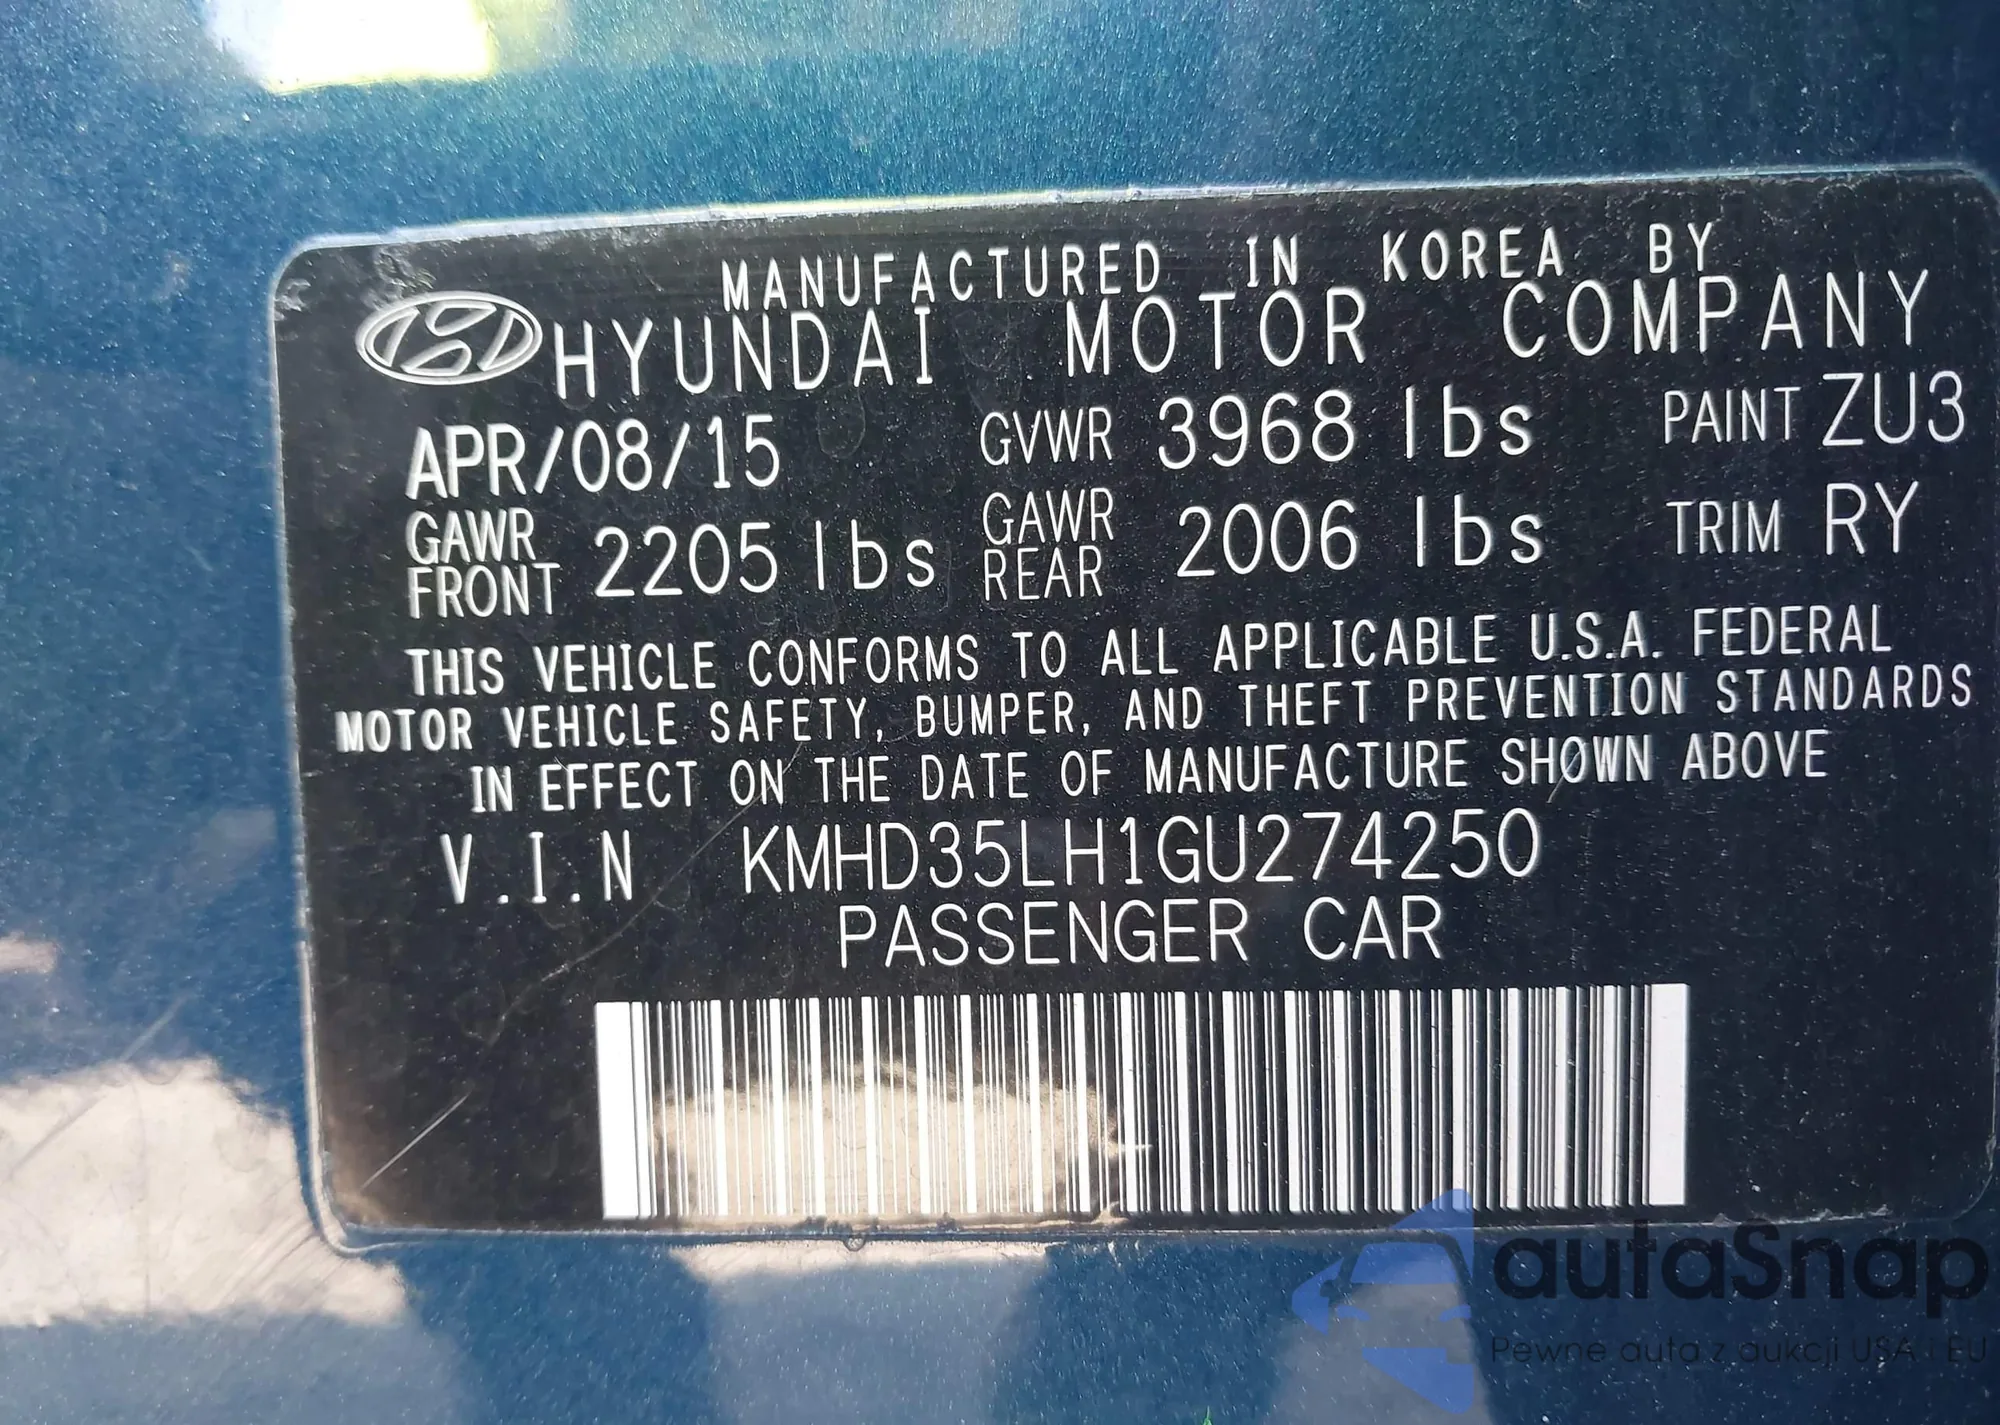 MANUFACTURED IN KOREA BY
HYUNDAI MOTOR COMPANY
APR/08/15 GVWR 3968 lbs PAINT ZU3
GAWR FRONT 2205 lbs GAWR REAR 2006 lbs TRIM RY
THIS VEHICLE CONFORMS TO ALL APPLICABLE U.S.A. FEDERAL
MOTOR VEHICLE SAFETY, BUMPER, AND THEFT PREVENTION STANDARDS
IN EFFECT ON THE DATE OF MANUFACTURE SHOWN ABOVE
V.I.N KMHD35LH1GU274250
PASSENGER CAR
autaSnap
Pewne auta z aukcji USA i EU